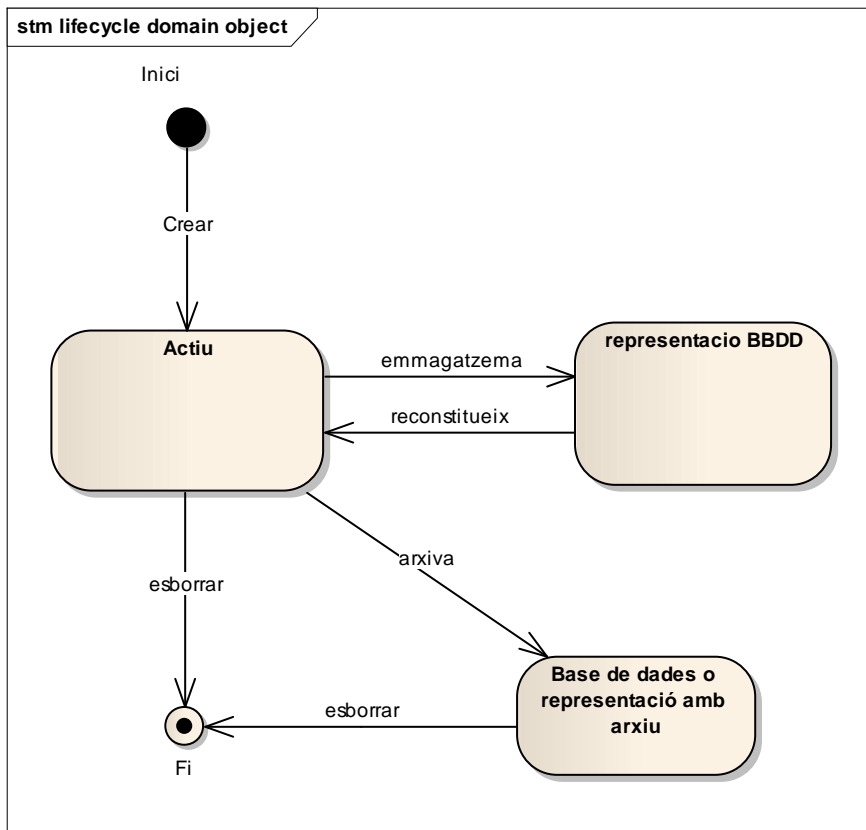 stm lifecycle domain object
Inici
Crear
Actiu
representacio BBDD
emmagatzema
reconstitueix
arxiva
esborrar
Base de dades o
representació amb
arxiu
esborrar
Fi